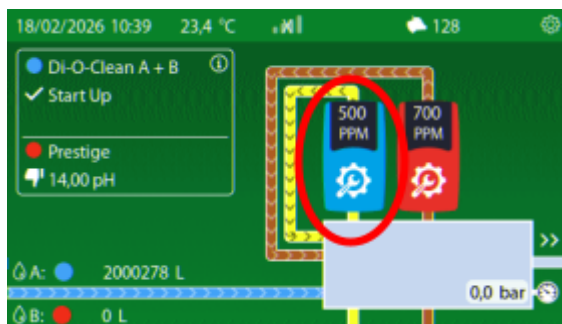 18/02/2026 10:39 23,4 °C 128
Di-O-Clean A + B
Start Up
Prestige
14,00 pH
500 PPM
700 PPM
>>
0,0 bar
A: 2000278 L
B: 0 L